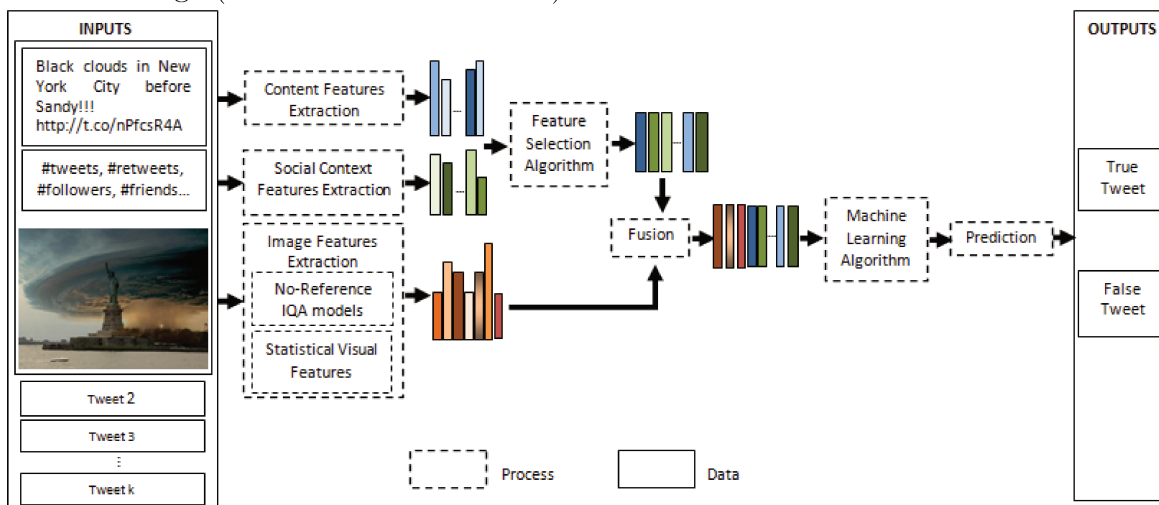 INPUTS
Black clouds in New
York City before
Sandy!!!
http://t.co/nPfcsR4A
#tweets, #retweets,
#followers, #friends...
Tweet 2
Tweet 3
⋮
Tweet k
Content Features
Extraction
Social Context
Features Extraction
Image Features
Extraction
No-Reference
IQA models
Statistical Visual
Features
...
...
Feature
Selection
Algorithm
...
Fusion
...
Machine
Learning
Algorithm
Prediction
OUTPUTS
True
Tweet
False
Tweet
Process
Data